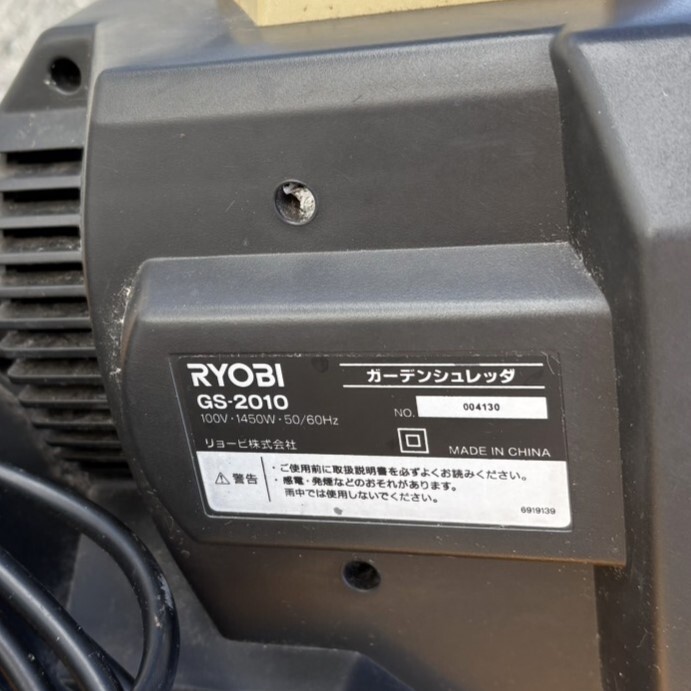 RYOBI
ガーデンシュレッダ
GS-2010
100V・1450W・50/60Hz
NO. 004130
リョービ株式会社
MADE IN CHINA
⚠警告
・ご使用前に取扱説明書を必ずよくお読みください。
・感電・発煙などのおそれがあります。
雨中では使用しないでください。
6919139